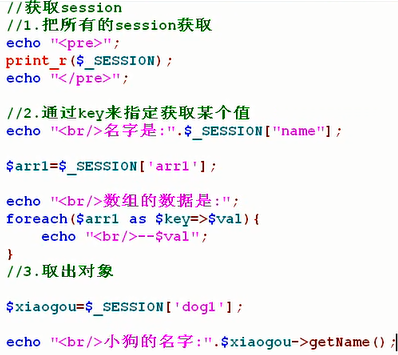 //获取session
//1.把所有的session获取
echo "<pre>";
print_r($_SESSION);
echo "</pre>";
//2.通过key来指定获取某个值
echo "<br/>名字是:".$_SESSION["name"];
$arr1=$_SESSION['arr1'];
echo "<br/>数组的数据是:";
foreach($arr1 as $key=>$val){
echo "<br/>--$val";
}
//3.取出对象
$xiaogou=$_SESSION['dog1'];
echo "<br/>小狗的名字:".$xiaogou->getName();